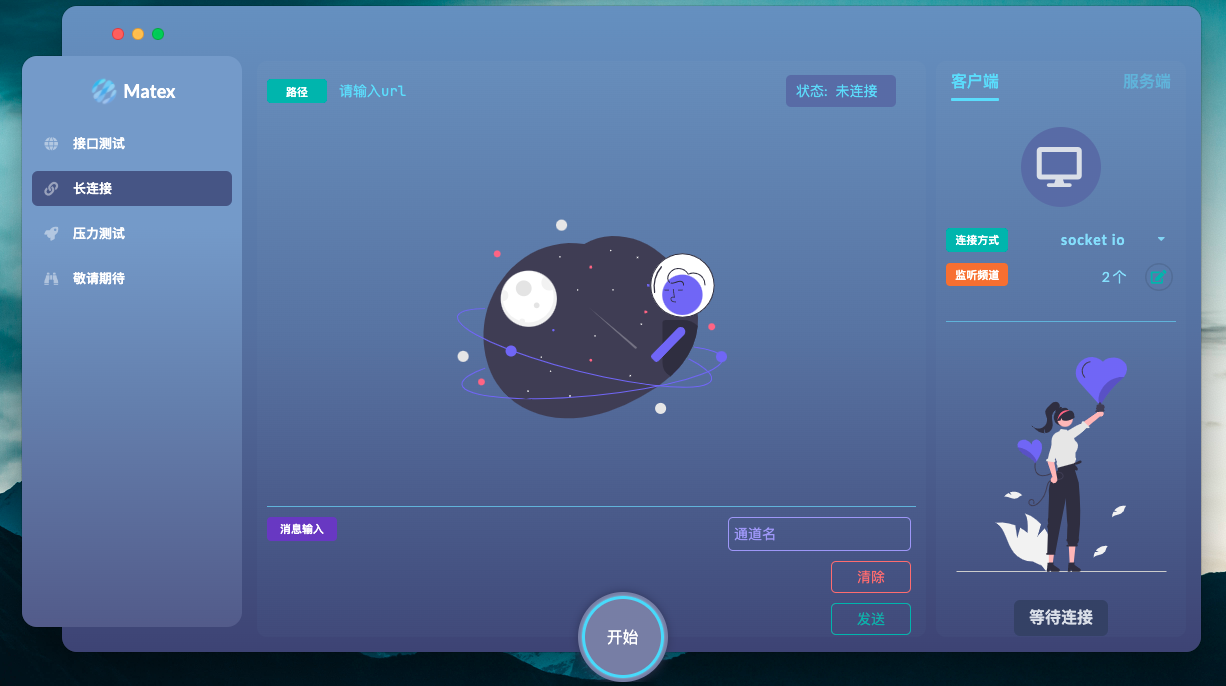 Matex
接口测试
长连接
压力测试
敬请期待
路径 请输入url
状态: 未连接
消息输入
通道名
清除
发送
开始
客户端 服务端
连接方式 socket io
监听频道 2个
等待连接